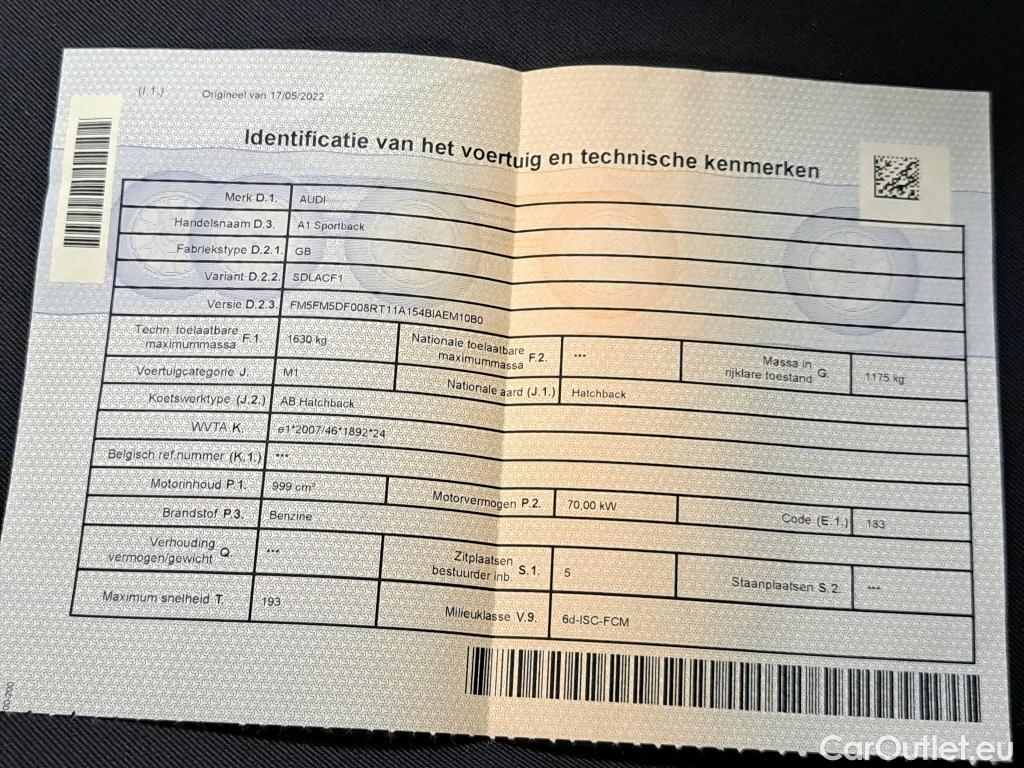 (I.1.) Origineel van 17/05/2022
Identificatie van het voertuig en technische kenmerken
Merk D.1. AUDI
Handelsnaam D.3. A1 Sportback
Fabriekstype D.2.1. GB
Variant D.2.2. SDLACF1
Versie D.2.3. FM5FM5DF008RT11A154BIAEM10B0
Techn. toelaatbare maximummassa F.1. 1630 kg Nationale toelaatbare maximummassa F.2. *** Massa in rijklare toestand G. 1175 kg
Voertuigcategorie J. M1 Nationale aard (J.1.) Hatchback
Koetswerktype (J.2.) AB Hatchback
WVTA K. e1*2007/46*1892*24
Belgisch ref.nummer (K.1.) ***
Motorinhoud P.1. 999 cm³ Motorvermogen P.2. 70,00 kW Code (E.1.) 183
Brandstof P.3. Benzine
Verhouding vermogen/gewicht Q *** Zitplaatsen bestuurder inb. S.1. 5 Staanplaatsen S.2. ***
Maximum snelheid T. 193 Milieuklasse V.9. 6d-ISC-FCM
CarOutlet.eu